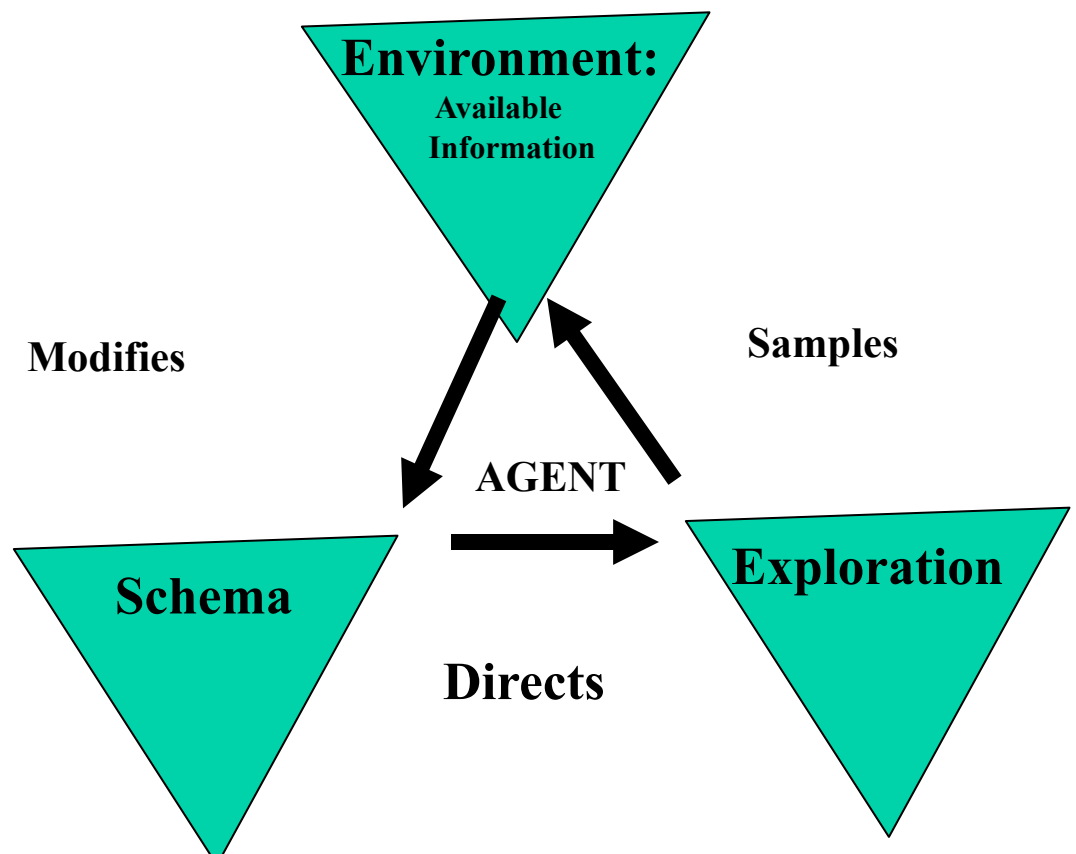 Environment:
Available
Information
Modifies
Samples
AGENT
Schema
Exploration
Directs